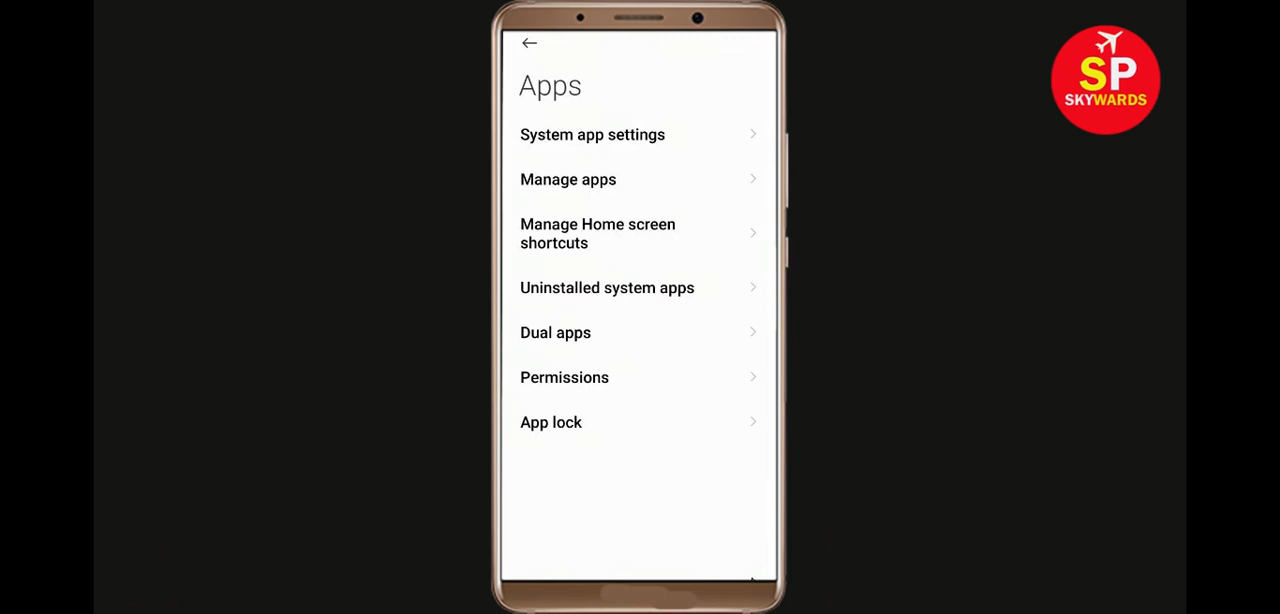 Apps
System app settings
Manage apps
Manage Home screen
shortcuts
Uninstalled system apps
Dual apps
Permissions
App lock
SP
SKYWARDS